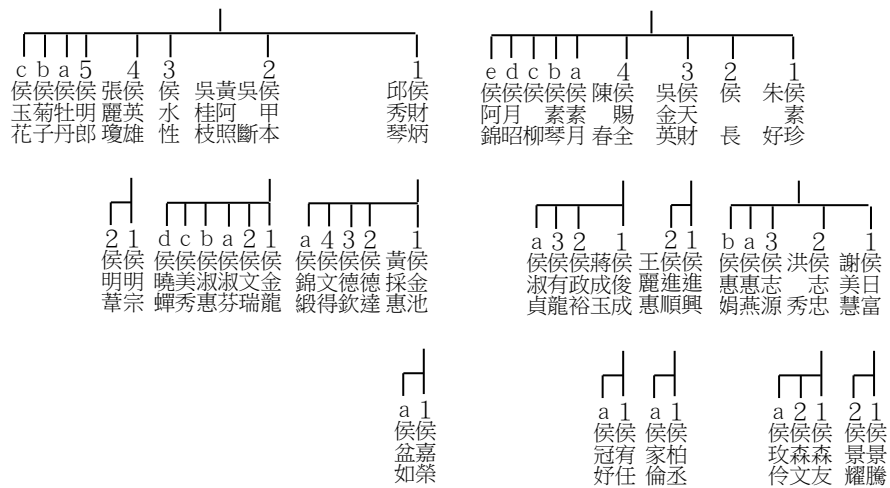 1 侯素珍 朱好
2 侯長
3 侯天財 吳金英
4 侯賜全 陳春
a 侯素月
b 侯素琴
c 侯柳
d 侯月昭
e 侯阿錦
1 侯財炳 邱秀琴
2 侯甲本 吳斷 黃阿照 吳桂枝
3 侯水性
4 侯英雄 張麗瓊
5 侯明郎
a 侯牡丹
b 侯菊子
c 侯玉花
1 侯日富 謝美慧
2 侯志忠 洪秀
3 侯志源
a 侯惠燕
b 侯惠娟
1 侯進興
2 侯進順 王麗惠
1 侯俊成 蔣成玉
2 侯政裕
3 侯有龍
a 侯淑貞
1 侯金池 黃採惠
2 侯德達
3 侯德欽
4 侯文得
a 侯錦緞
1 侯金龍
2 侯文瑞
a 侯淑芬
b 侯淑惠
c 侯美秀
d 侯曉蟬
1 侯明宗
2 侯明葦
1 侯景騰
2 侯景耀
1 侯森友
2 侯森文
a 侯玫伶
1 侯柏丞
a 侯家倫
1 侯宥任
a 侯冠妤
1 侯嘉榮
a 侯盆如